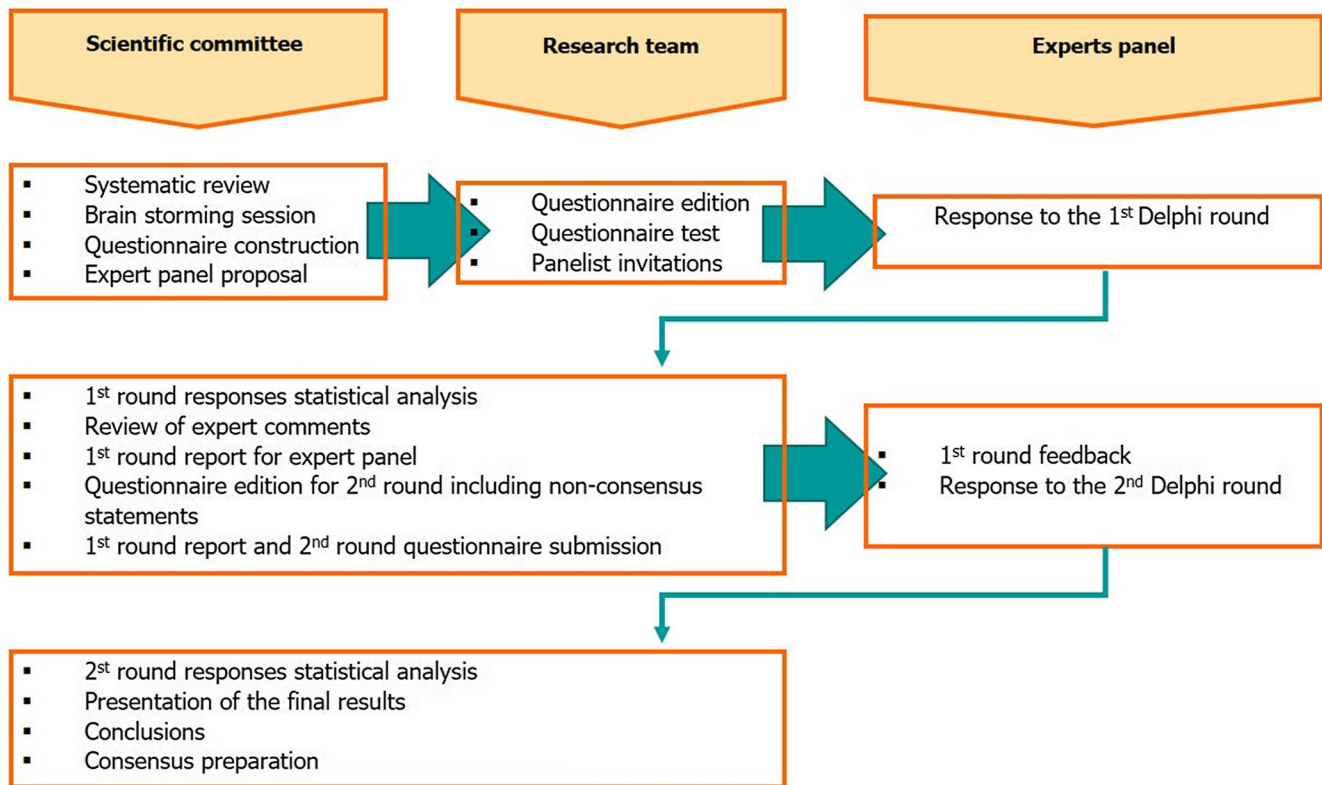 Scientific committee
Research team
Experts panel
▪ Systematic review
▪ Brain storming session
▪ Questionnaire construction
▪ Expert panel proposal
▪ Questionnaire edition
▪ Questionnaire test
▪ Panelist invitations
Response to the 1st Delphi round
▪ 1st round responses statistical analysis
▪ Review of expert comments
▪ 1st round report for expert panel
▪ Questionnaire edition for 2nd round including non-consensus
statements
▪ 1st round report and 2nd round questionnaire submission
▪ 1st round feedback
▪ Response to the 2nd Delphi round
▪ 2st round responses statistical analysis
▪ Presentation of the final results
▪ Conclusions
▪ Consensus preparation